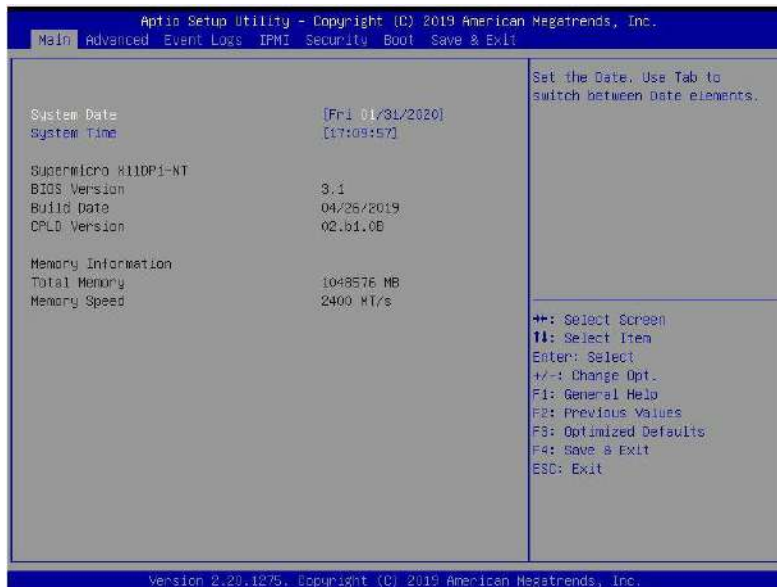 Aptio Setup Utility - Copyright (C) 2019 American Megatrends, Inc.
Main Advanced Event Logs IPMI Security Boot Save & Exit
System Date [Fri 01/31/2020]
System Time [17:09:57]
Supermicro X11DPi-NT
BIOS Version 3.1
Build Date 04/26/2019
CPLD Version 02.b1.0B
Memory Information
Total Memory 1048576 MB
Memory Speed 2400 MT/s
Set the Date. Use Tab to
switch between Date elements.
→←: Select Screen
↑↓: Select Item
Enter: Select
+/-: Change Opt.
F1: General Help
F2: Previous Values
F3: Optimized Defaults
F4: Save & Exit
ESC: Exit
Version 2.20.1275. Copyright (C) 2019 American Megatrends, Inc.